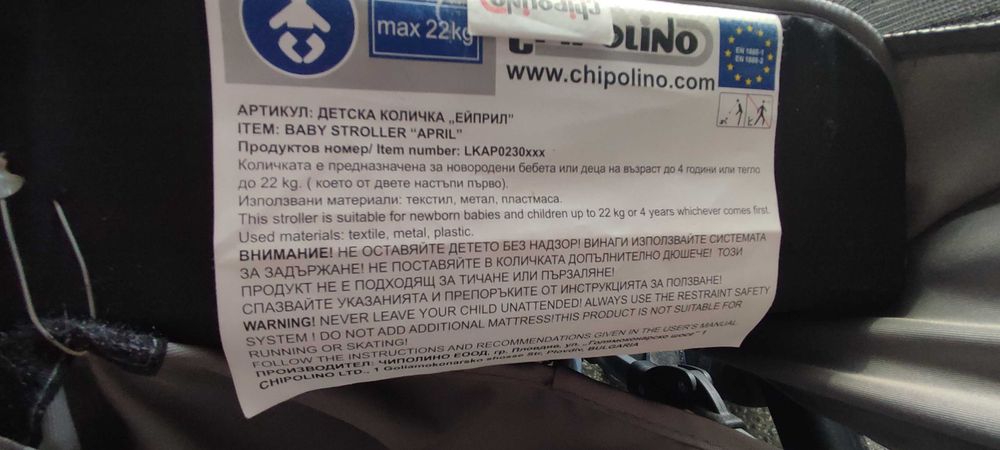 max 22kg
chipolino
www.chipolino.com
EN 1888-1
EN 1888-2
АРТИКУЛ: ДЕТСКА КОЛИЧКА „ЕЙПРИЛ"
ITEM: BABY STROLLER “APRIL”
Продуктов номер/ Item number: LKAP0230xxx
Количката е предназначена за новородени бебета или деца на възраст до 4 години или тегло
до 22 kg. ( което от двете настъпи първо).
Използвани материали: текстил, метал, пластмаса.
This stroller is suitable for newborn babies and children up to 22 kg or 4 years whichever comes first.
Used materials: textile, metal, plastic.
ВНИМАНИЕ! НЕ ОСТАВЯЙТЕ ДЕТЕТО БЕЗ НАДЗОР! ВИНАГИ ИЗПОЛЗВАЙТЕ СИСТЕМАТА
ЗА ЗАДЪРЖАНЕ! НЕ ПОСТАВЯЙТЕ В КОЛИЧКАТА ДОПЪЛНИТЕЛНО ДЮШЕЧЕ! ТОЗИ
ПРОДУКТ НЕ Е ПОДХОДЯЩ ЗА ТИЧАНЕ ИЛИ ПЪРЗАЛЯНЕ!
СПАЗВАЙТЕ УКАЗАНИЯТА И ПРЕПОРЪКИТЕ ОТ ИНСТРУКЦИЯТА ЗА ПОЛЗВАНЕ!
WARNING! NEVER LEAVE YOUR CHILD UNATTENDED! ALWAYS USE THE RESTRAINT SAFETY
SYSTEM ! DO NOT ADD ADDITIONAL MATTRESS!THIS PRODUCT IS NOT SUITABLE FOR
RUNNING OR SKATING!
FOLLOW THE INSTRUCTIONS AND RECOMMENDATIONS GIVEN IN THE USER'S MANUAL
ПРОИЗВОДИТЕЛ: ЧИПОЛИНО ЕООД, гр. Пловдив, ул. „Голямоконарско шосе" 1
CHIPOLINO LTD., 1 Goliamokonarsko shosse Str, Plovdiv, BULGARIA